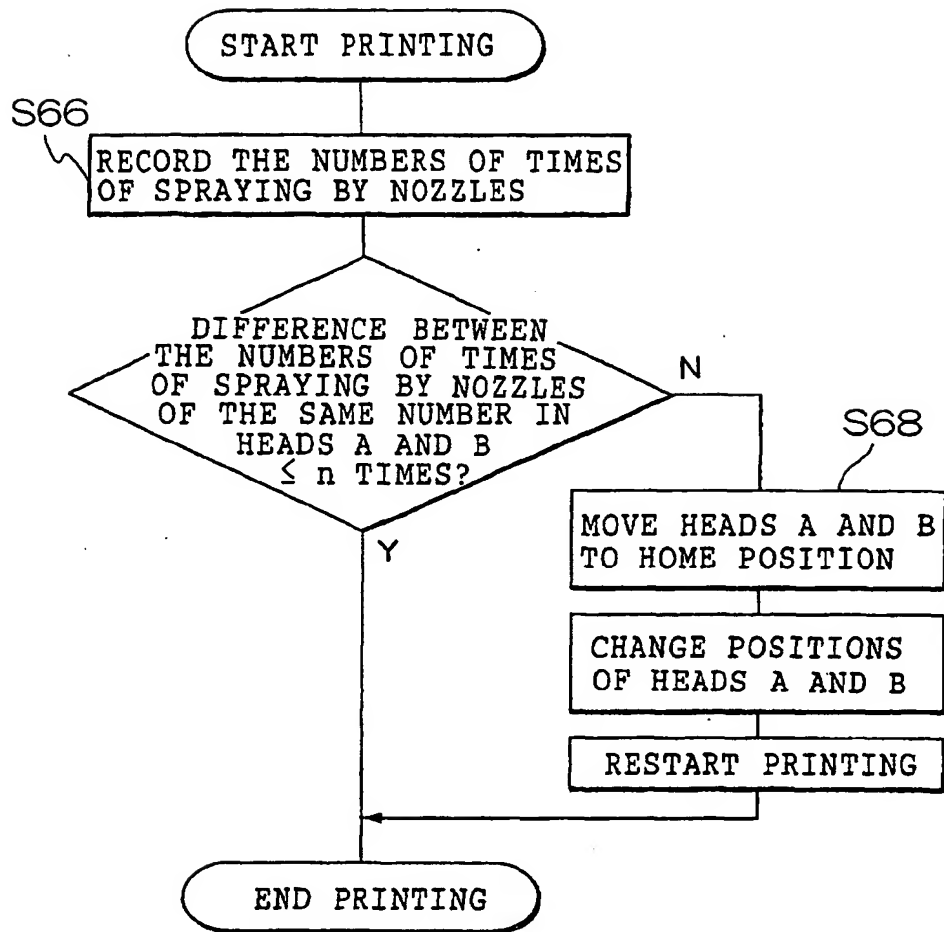 START PRINTING
S66
RECORD THE NUMBERS OF TIMES
OF SPRAYING BY NOZZLES
DIFFERENCE BETWEEN
THE NUMBERS OF TIMES
OF SPRAYING BY NOZZLES
OF THE SAME NUMBER IN
HEADS A AND B
≤ n TIMES?
N
Y
S68
MOVE HEADS A AND B
TO HOME POSITION
CHANGE POSITIONS
OF HEADS A AND B
RESTART PRINTING
END PRINTING